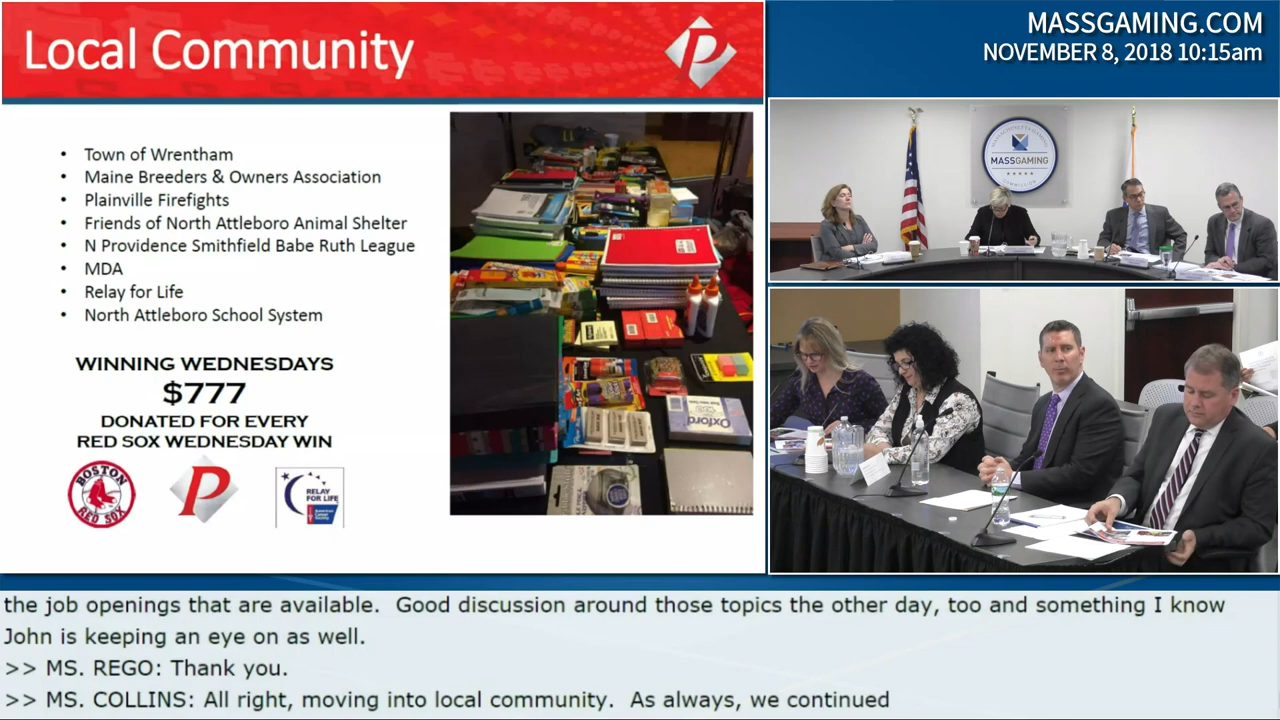 Local Community
P
MASSGAMING.COM
NOVEMBER 8, 2018 10:15am
• Town of Wrentham
• Maine Breeders & Owners Association
• Plainville Firefights
• Friends of North Attleboro Animal Shelter
• N Providence Smithfield Babe Ruth League
• MDA
• Relay for Life
• North Attleboro School System
WINNING WEDNESDAYS
$777
DONATED FOR EVERY
RED SOX WEDNESDAY WIN
BOSTON
RED SOX
P
RELAY
FOR LIFE
Oxford
MASSGAMING
the job openings that are available.  Good discussion around those topics the other day, too and something I know
John is keeping an eye on as well.
>> MS. REGO: Thank you.
>> MS. COLLINS: All right, moving into local community.  As always, we continued